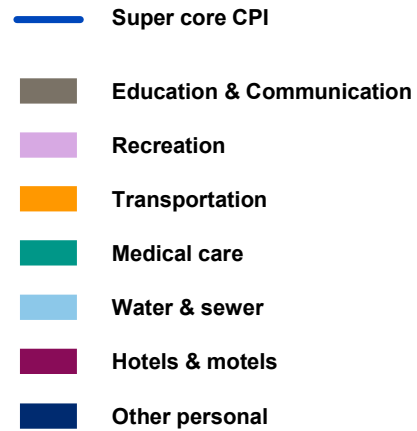 Super core CPI
Education & Communication
Recreation
Transportation
Medical care
Water & sewer
Hotels & motels
Other personal